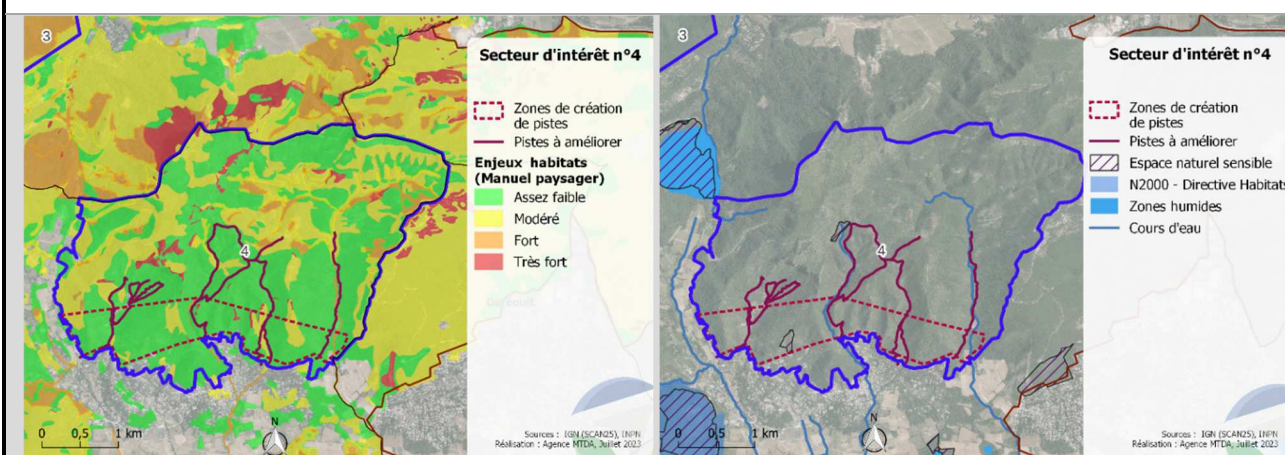 3
4
Secteur d'intérêt n°4
Zones de création
de pistes
Pistes à améliorer
Enjeux habitats
(Manuel paysager)
Assez faible
Modéré
Fort
Très fort
0 0,5 1 km
N
Sources : IGN (SCAN25), INPN
Réalisation : Agence MTDA, Juillet 2023
3
4
Secteur d'intérêt n°4
Zones de création
de pistes
Pistes à améliorer
Espace naturel sensible
N2000 - Directive Habitats
Zones humides
Cours d'eau
0 0,5 1 km
N
Sources : IGN (SCAN25), INPN
Réalisation : Agence MTDA, Juillet 2023